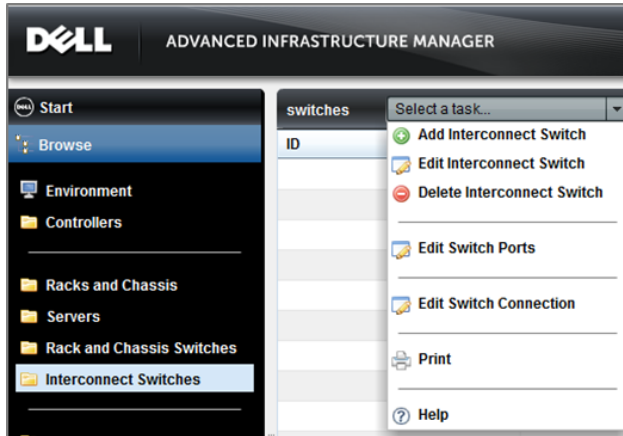 DELL ADVANCED INFRASTRUCTURE MANAGER
Start
Browse
Environment
Controllers
Racks and Chassis
Servers
Rack and Chassis Switches
Interconnect Switches
switches Select a task...
ID
Add Interconnect Switch
Edit Interconnect Switch
Delete Interconnect Switch
Edit Switch Ports
Edit Switch Connection
Print
Help